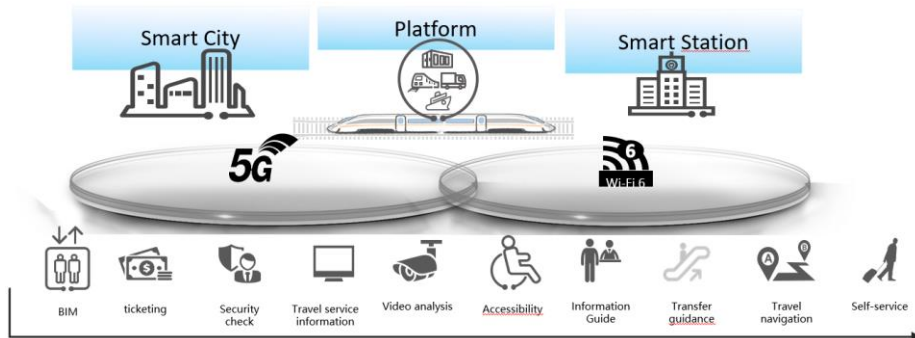 Smart City
Platform
Smart Station
5G
6
Wi-Fi 6
$
A
B
BIM
ticketing
Security
check
Travel service
information
Video analysis
Accessibility
Information
Guide
Transfer
guidance
Travel
navigation
Self-service